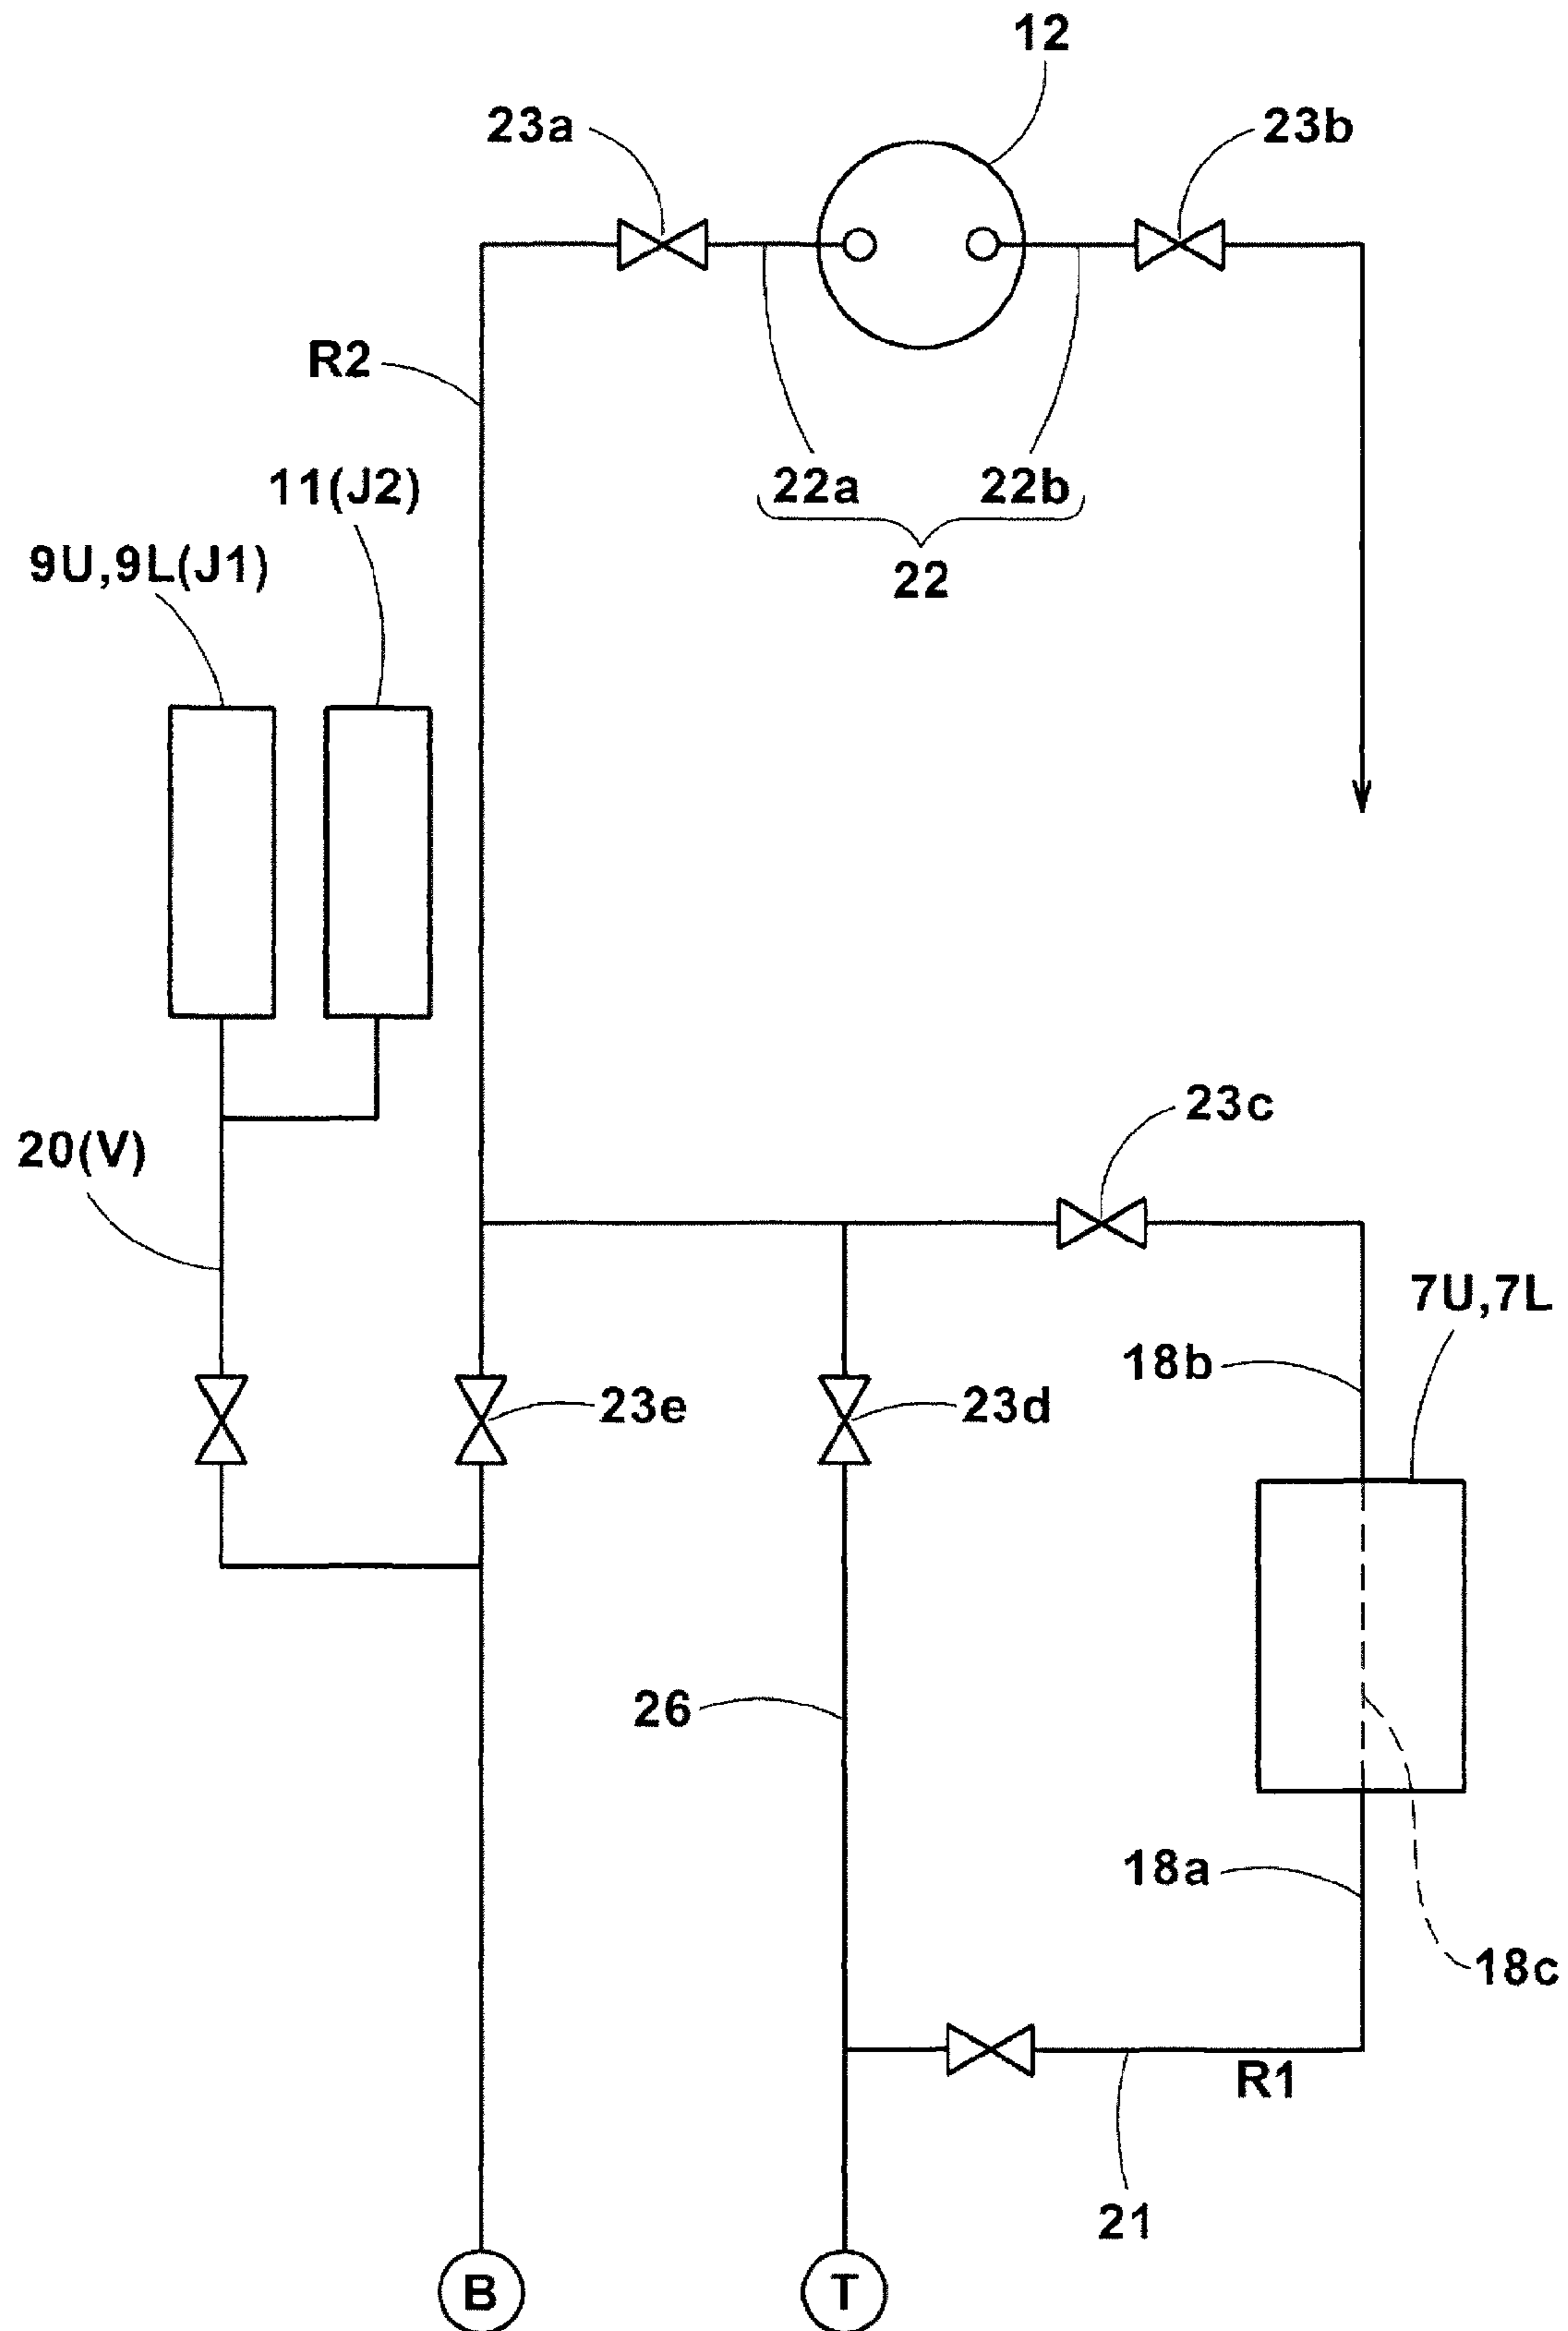 12
23a
23b
R2
22a
22b
22
11(J2)
9U,9L(J1)
23c
20(V)
7U,7L
18b
23e
23d
26
18a
18c
R1
21
B
T